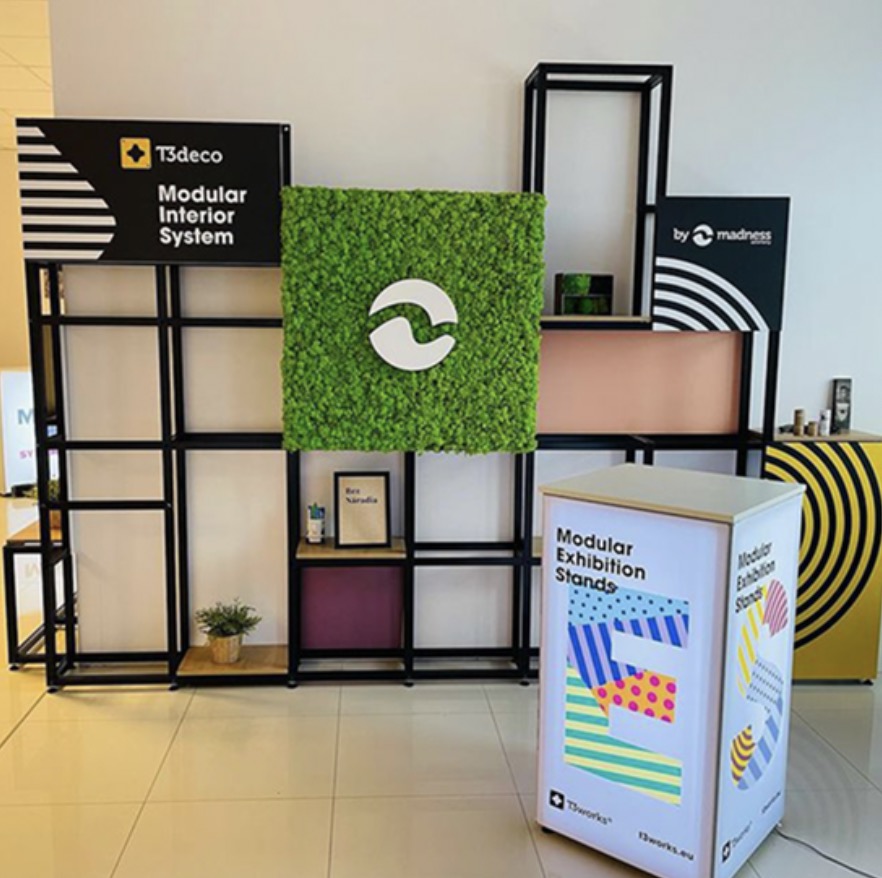 T3deco
Modular
Interior
System
by madness
Bez
Náradia
Modular
Exhibition
Stands
T3works
t3works.eu
Modular
Exhibition
Stands
T3works